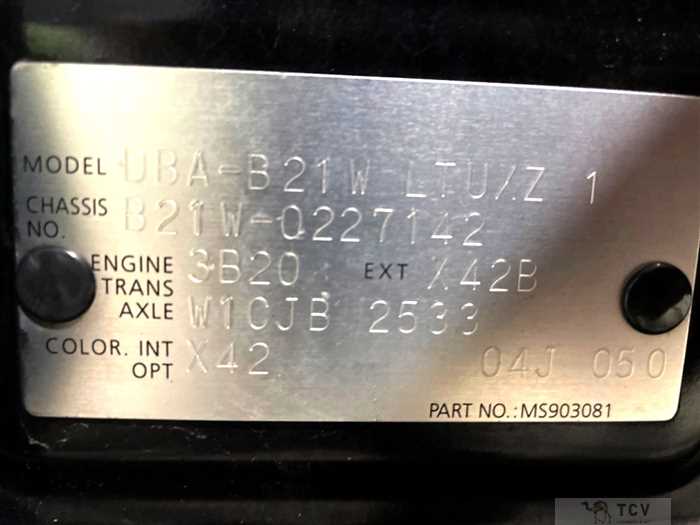 MODEL UBA-B21W LTU/Z 1
CHASSIS NO. B21W-0227142
ENGINE 3B20 EXT X42B
TRANS AXLE W1CJB 2533
COLOR. INT OPT X42 04J 050
PART NO.:MS903081
TCV